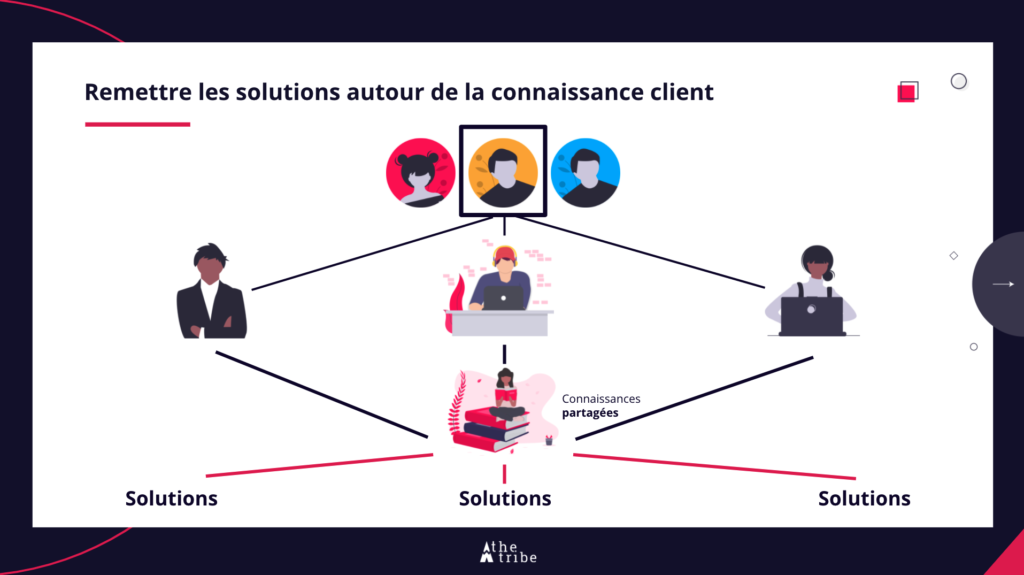 Remettre les solutions autour de la connaissance client
Connaissances
partagées
Solutions
Solutions
Solutions
the
tribe